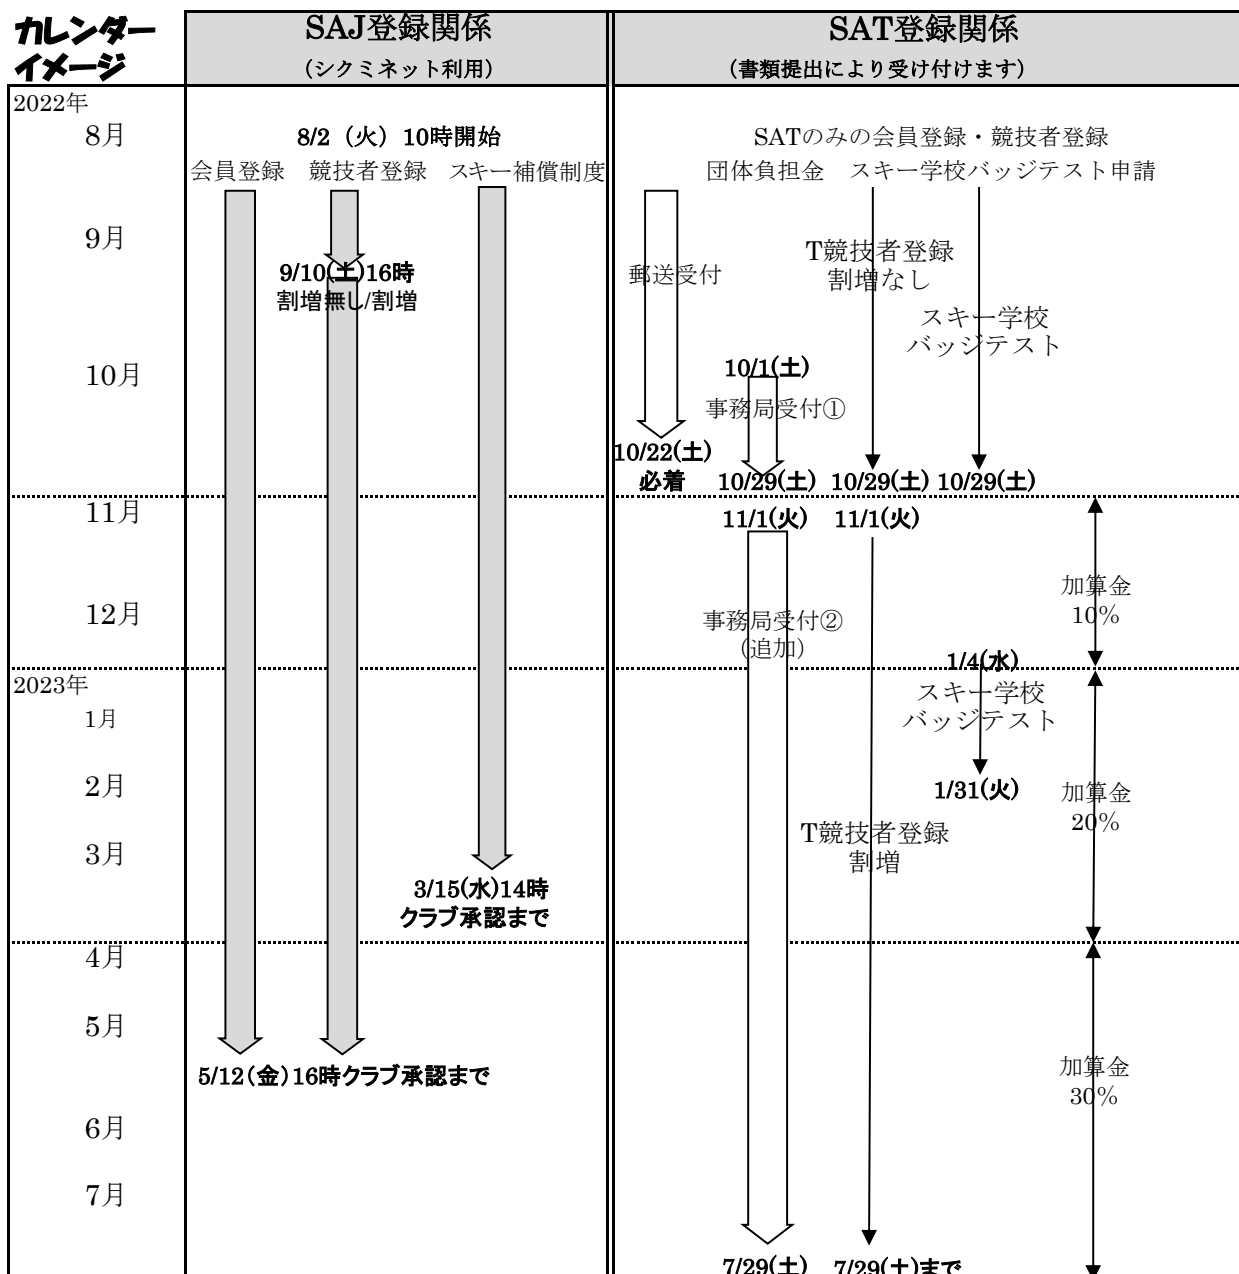 カレンダー
イメージ
SAJ登録関係
(シクミネット利用)
SAT登録関係
(書類提出により受け付けます)
2022年
8月
8/2（火）10時開始
SATのみの会員登録・競技者登録
会員登録 競技者登録 スキー補償制度
団体負担金 スキー学校バッジテスト申請
9月
9/10(土)16時
割増無し/割増
郵送受付
T競技者登録
割増なし
スキー学校
バッジテスト
10月
10/1(土)
事務局受付①
10/22(土)
必着
10/29(土) 10/29(土) 10/29(土)
11月
11/1(火) 11/1(火)
加算金
10%
12月
事務局受付②
(追加)
1/4(水)
2023年
スキー学校
バッジテスト
1月
2月
1/31(火)
加算金
20%
T競技者登録
割増
3月
3/15(水)14時
クラブ承認まで
4月
5月
5/12(金)16時クラブ承認まで
加算金
30%
6月
7月
7/29(土) 7/29(土)まで